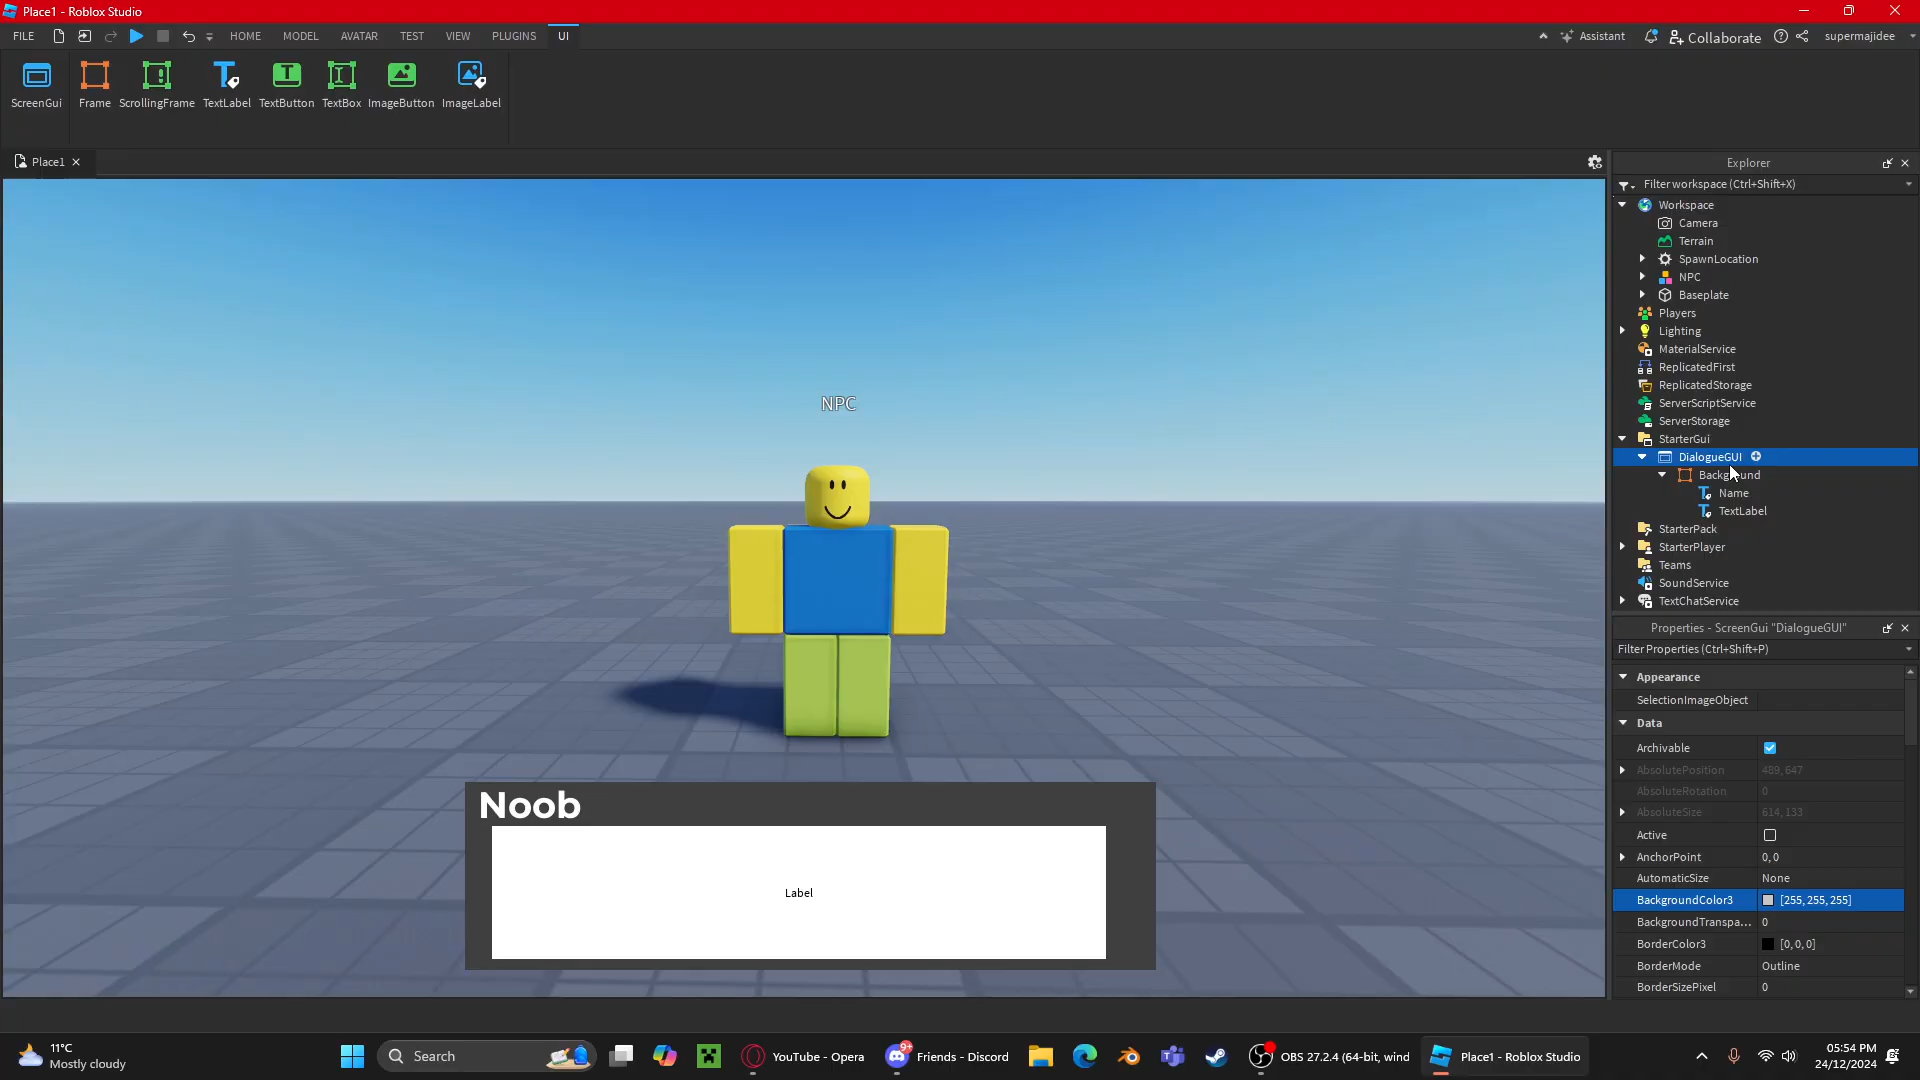 Place1 - Roblox Studio
FILE HOME MODEL AVATAR TEST VIEW PLUGINS UI Assistant Collaborate supermajidee
ScreenGui Frame ScrollingFrame TextLabel TextButton TextBox ImageButton ImageLabel
Place1
NPC
Noob
Label
Explorer
Filter workspace (Ctrl+Shift+X)
Workspace
Camera
Terrain
SpawnLocation
NPC
Baseplate
Players
Lighting
MaterialService
ReplicatedFirst
ReplicatedStorage
ServerScriptService
ServerStorage
StarterGui
DialogueGUI
Background
Name
TextLabel
StarterPack
StarterPlayer
Teams
SoundService
TextChatService
Properties - ScreenGui "DialogueGUI"
Filter Properties (Ctrl+Shift+P)
Appearance
SelectionImageObject
Data
Archivable
AbsolutePosition 489, 647
AbsoluteRotation 0
AbsoluteSize 614, 133
Active
AnchorPoint 0, 0
AutomaticSize None
BackgroundColor3 [255, 255, 255]
BackgroundTranspa... 0
BorderColor3 [0, 0, 0]
BorderMode Outline
BorderSizePixel 0
11°C
Mostly cloudy
Search
YouTube - Opera
9+
Friends - Discord
OBS 27.2.4 (64-bit, wind
Place1 - Roblox Studio
05:54 PM
24/12/2024